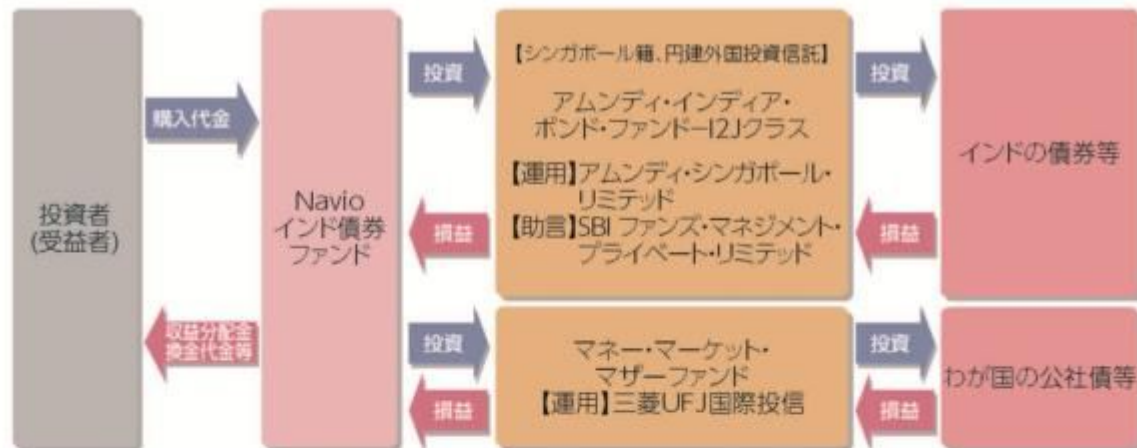 投資者
(受益者)
購入代金
収益分配金
換金代金等
Navio
インド債券
ファンド
投資
損益
【シンガポール籍、円建外国投資信託】
アムンディ・インディア・
ボンド・ファンド-I2Jクラス
【運用】アムンディ・シンガポール・
リミテッド
【助言】SBI ファンズ・マネジメント・
プライベート・リミテッド
投資
損益
インドの債券等
投資
損益
マネー・マーケット・
マザーファンド
【運用】三菱UFJ国際投信
投資
損益
わが国の公社債等